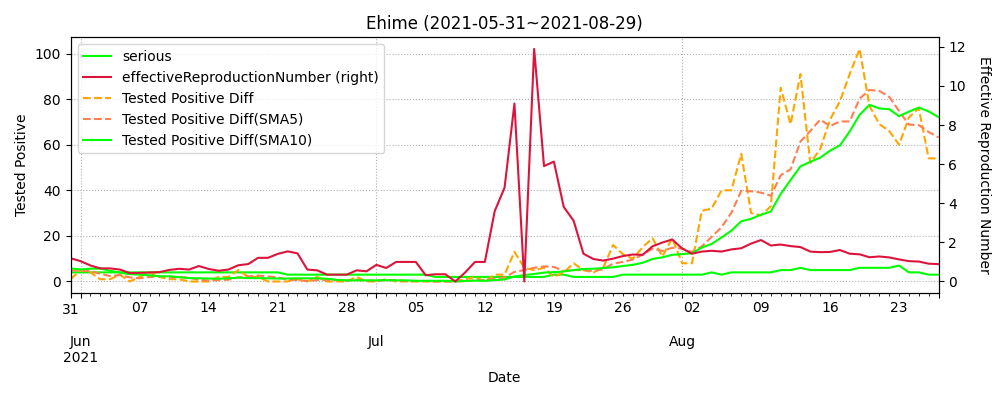 Ehime (2021-05-31~2021-08-29)
serious
effectiveReproductionNumber (right)
Tested Positive Diff
Tested Positive Diff(SMA5)
Tested Positive Diff(SMA10)
Tested Positive
100
80
60
40
20
0
12
10
8
6
4
2
0
Effective Reproduction Number
31 07 14 21 28 05 12 19 26 02 09 16 23
Jun Jul Aug
2021
Date